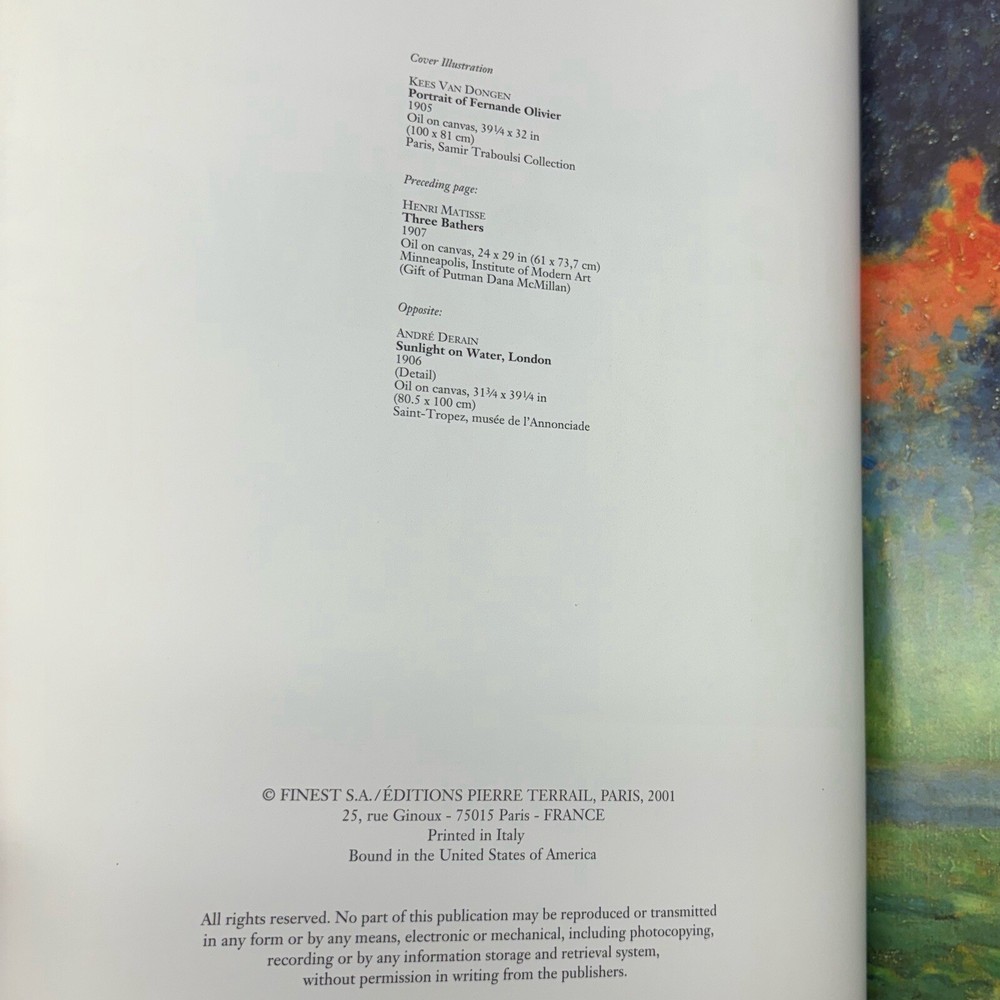 Cover Illustration
KEES VAN DONGEN
Portrait of Fernande Olivier
1905
Oil on canvas, 39¼ x 32 in
(100 x 81 cm)
Paris, Samir Traboulsi Collection
Preceding page:
HENRI MATISSE
Three Bathers
1907
Oil on canvas, 24 x 29 in (61 x 73,7 cm)
Minneapolis, Institute of Modern Art
(Gift of Putman Dana McMillan)
Opposite:
ANDRÉ DERAIN
Sunlight on Water, London
1906
(Detail)
Oil on canvas, 31¾ x 39¼ in
(80.5 x 100 cm)
Saint-Tropez, musée de l'Annonciade
© FINEST S.A./ÉDITIONS PIERRE TERRAIL, PARIS, 2001
25, rue Ginoux - 75015 Paris - FRANCE
Printed in Italy
Bound in the United States of America
All rights reserved. No part of this publication may be reproduced or transmitted
in any form or by any means, electronic or mechanical, including photocopying,
recording or by any information storage and retrieval system,
without permission in writing from the publishers.